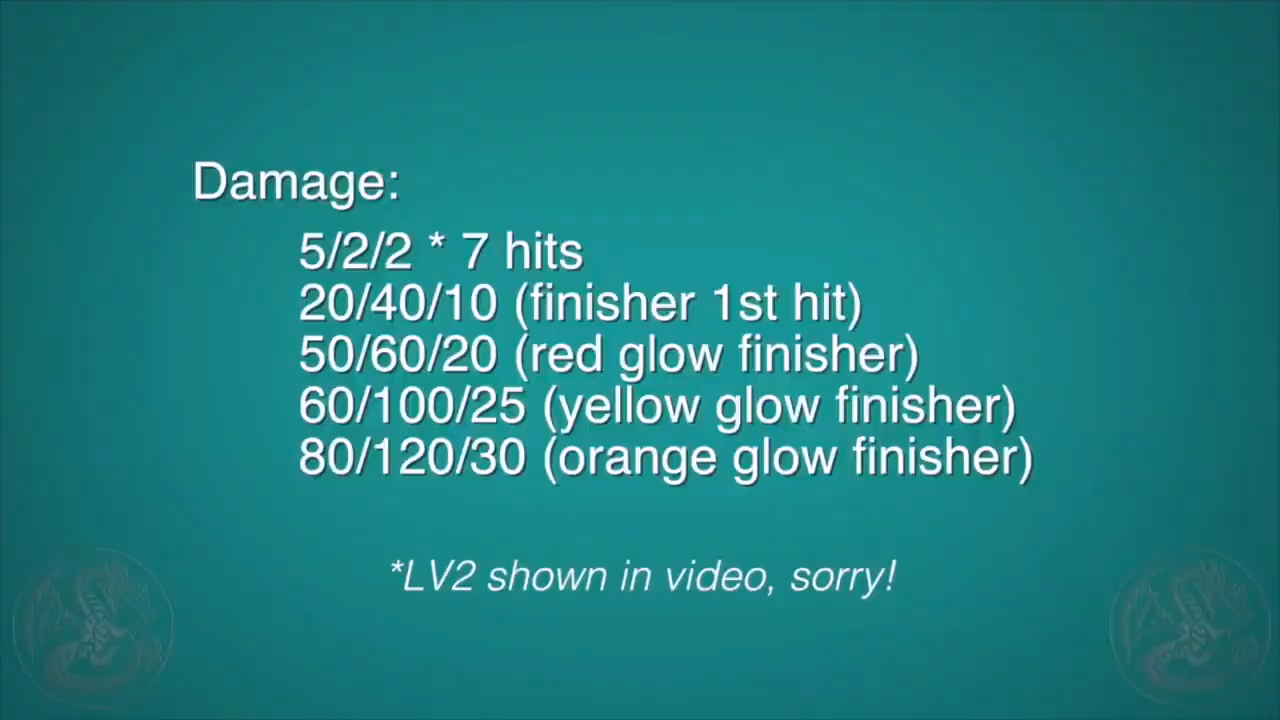 Damage:
5/2/2 * 7 hits
20/40/10 (finisher 1st hit)
50/60/20 (red glow finisher)
60/100/25 (yellow glow finisher)
80/120/30 (orange glow finisher)
*LV2 shown in video, sorry!